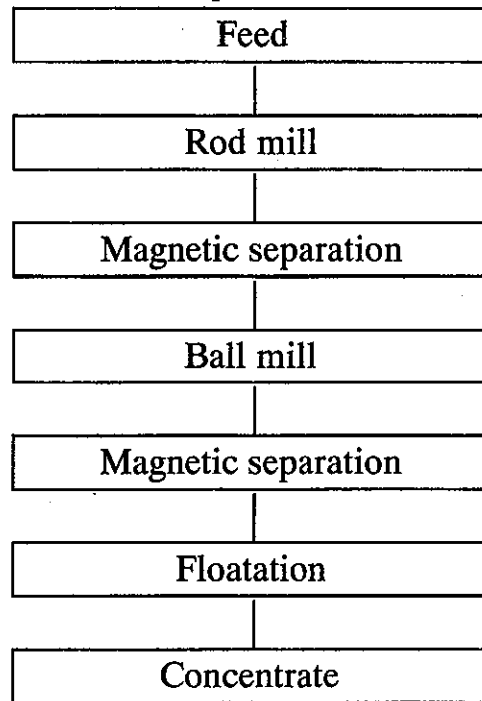 Feed
Rod mill
Magnetic separation
Ball mill
Magnetic separation
Floatation
Concentrate